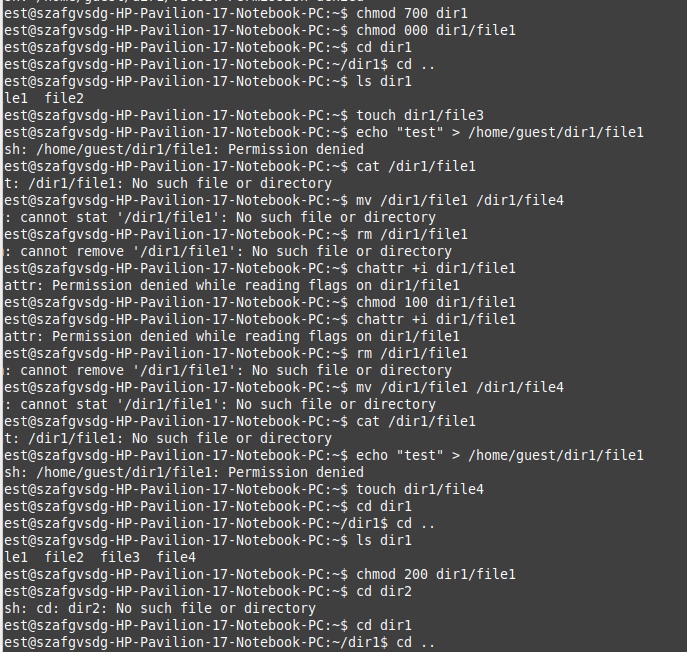 sh: /home/guest/dir1/file1: Permission denied
est@szafgvsdg-HP-Pavilion-17-Notebook-PC:~$ chmod 700 dir1
est@szafgvsdg-HP-Pavilion-17-Notebook-PC:~$ chmod 000 dir1/file1
est@szafgvsdg-HP-Pavilion-17-Notebook-PC:~$ cd dir1
est@szafgvsdg-HP-Pavilion-17-Notebook-PC:~/dir1$ cd ..
est@szafgvsdg-HP-Pavilion-17-Notebook-PC:~$ ls dir1
le1  file2
est@szafgvsdg-HP-Pavilion-17-Notebook-PC:~$ touch dir1/file3
est@szafgvsdg-HP-Pavilion-17-Notebook-PC:~$ echo "test" > /home/guest/dir1/file1
sh: /home/guest/dir1/file1: Permission denied
est@szafgvsdg-HP-Pavilion-17-Notebook-PC:~$ cat /dir1/file1
t: /dir1/file1: No such file or directory
est@szafgvsdg-HP-Pavilion-17-Notebook-PC:~$ mv /dir1/file1 /dir1/file4
: cannot stat '/dir1/file1': No such file or directory
est@szafgvsdg-HP-Pavilion-17-Notebook-PC:~$ rm /dir1/file1
: cannot remove '/dir1/file1': No such file or directory
est@szafgvsdg-HP-Pavilion-17-Notebook-PC:~$ chattr +i dir1/file1
attr: Permission denied while reading flags on dir1/file1
est@szafgvsdg-HP-Pavilion-17-Notebook-PC:~$ chmod 100 dir1/file1
est@szafgvsdg-HP-Pavilion-17-Notebook-PC:~$ chattr +i dir1/file1
attr: Permission denied while reading flags on dir1/file1
est@szafgvsdg-HP-Pavilion-17-Notebook-PC:~$ rm /dir1/file1
: cannot remove '/dir1/file1': No such file or directory
est@szafgvsdg-HP-Pavilion-17-Notebook-PC:~$ mv /dir1/file1 /dir1/file4
: cannot stat '/dir1/file1': No such file or directory
est@szafgvsdg-HP-Pavilion-17-Notebook-PC:~$ cat /dir1/file1
t: /dir1/file1: No such file or directory
est@szafgvsdg-HP-Pavilion-17-Notebook-PC:~$ echo "test" > /home/guest/dir1/file1
sh: /home/guest/dir1/file1: Permission denied
est@szafgvsdg-HP-Pavilion-17-Notebook-PC:~$ touch dir1/file4
est@szafgvsdg-HP-Pavilion-17-Notebook-PC:~$ cd dir1
est@szafgvsdg-HP-Pavilion-17-Notebook-PC:~/dir1$ cd ..
est@szafgvsdg-HP-Pavilion-17-Notebook-PC:~$ ls dir1
le1  file2  file3  file4
est@szafgvsdg-HP-Pavilion-17-Notebook-PC:~$ chmod 200 dir1/file1
est@szafgvsdg-HP-Pavilion-17-Notebook-PC:~$ cd dir2
sh: cd: dir2: No such file or directory
est@szafgvsdg-HP-Pavilion-17-Notebook-PC:~$ cd dir1
est@szafgvsdg-HP-Pavilion-17-Notebook-PC:~/dir1$ cd ..